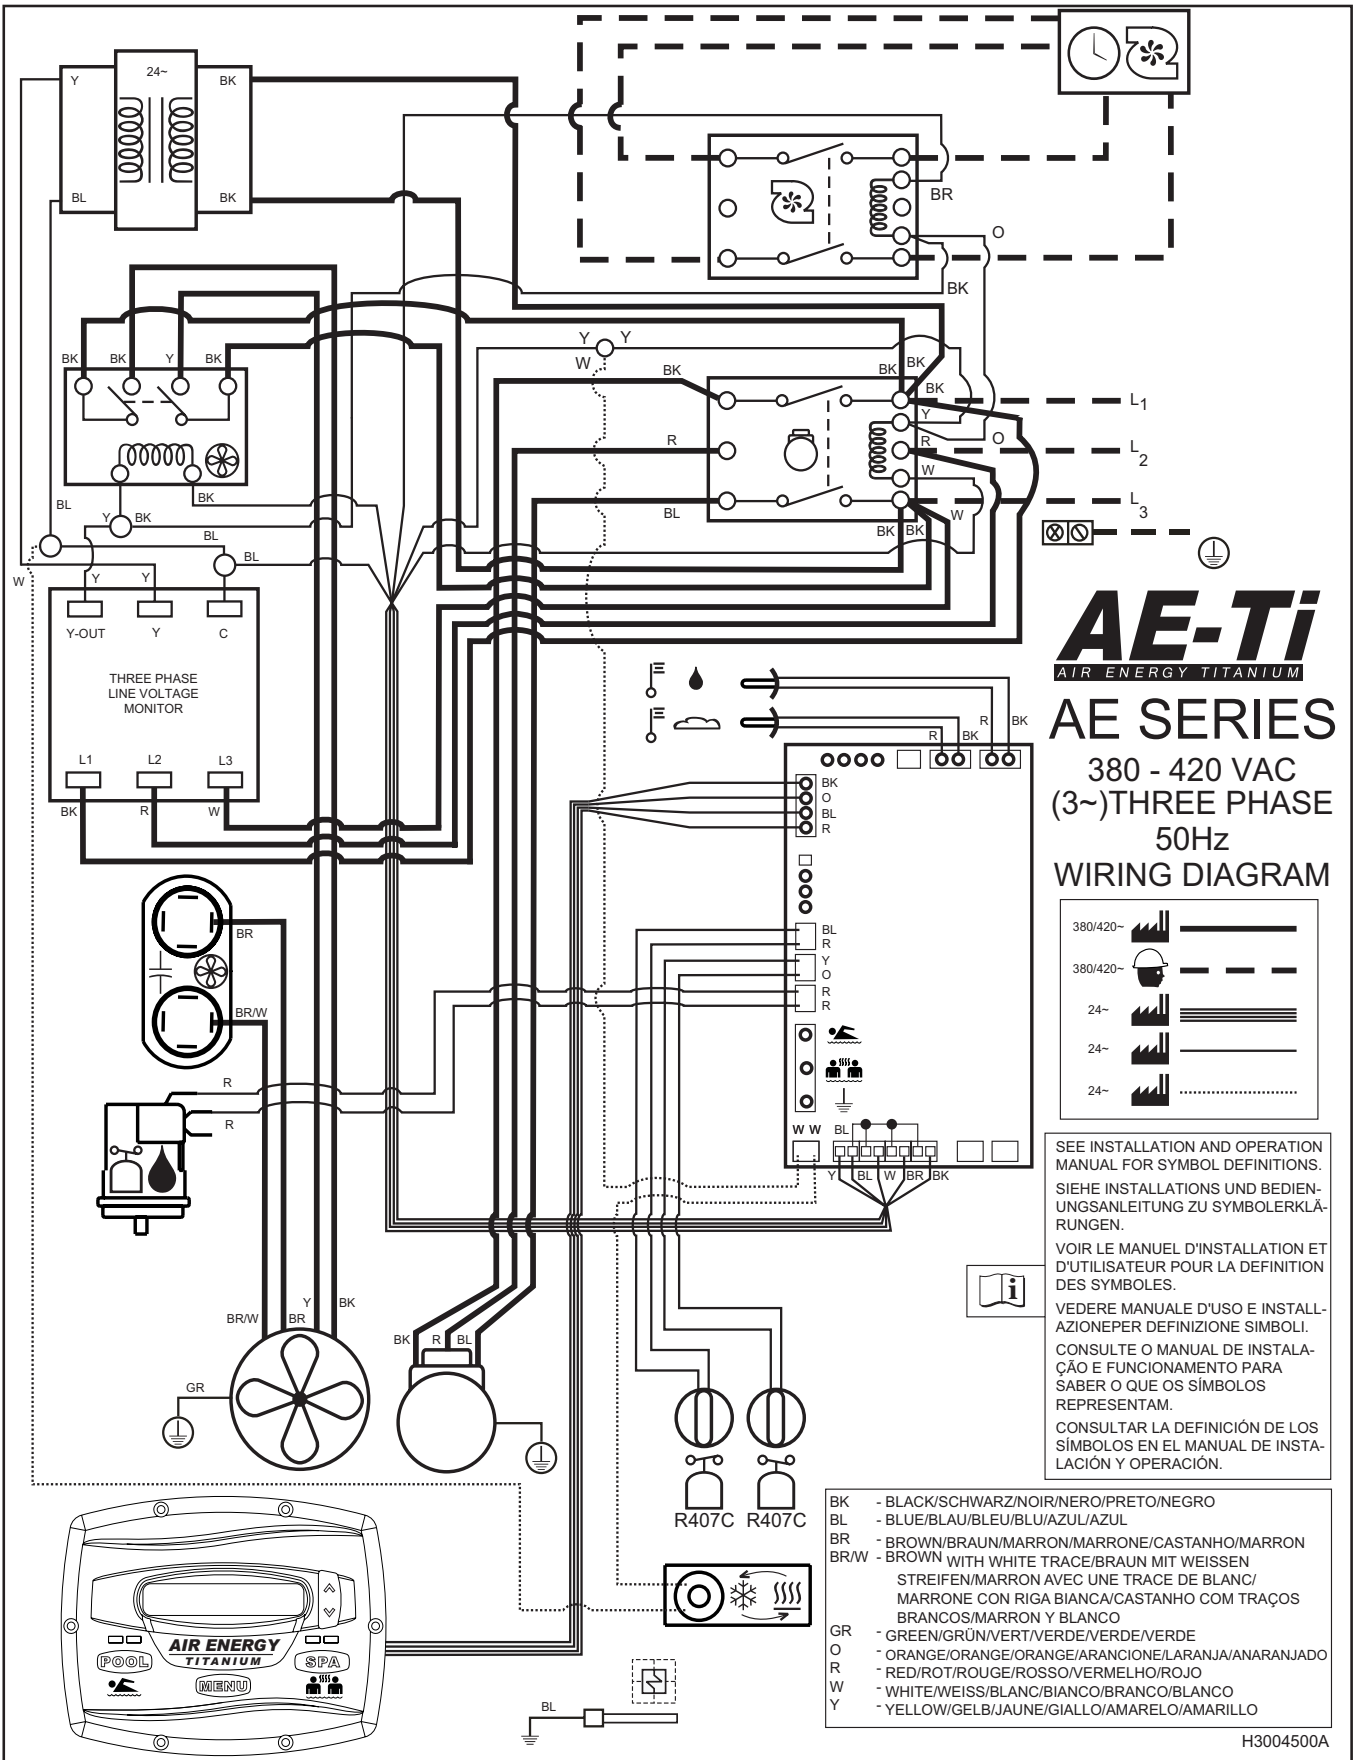 24~
Y
BK
BL
BK
BR
O
BK
Y Y
W
BK Y BK
BK
BK
BK
BK
BK
L1
Y
R
R
O
L2
W
BL
W
L3
BK
BK
BK
BL
Y
BK
BL
BL
W
Y
Y
Y-OUT
Y
C
THREE PHASE
LINE VOLTAGE
MONITOR
L1
L2
L3
BK
R
W
AE-Ti
AIR ENERGY TITANIUM
AE SERIES
380 - 420 VAC
(3~)THREE PHASE
50Hz
WIRING DIAGRAM
R
BK
R
BK
BK
O
BL
R
BL
R
Y
O
R
R
W W
BL
Y
BL
W
BR
BK
BR
BR/W
R
R
380/420~
380/420~
24~
24~
24~
SEE INSTALLATION AND OPERATION
MANUAL FOR SYMBOL DEFINITIONS.
SIEHE INSTALLATIONS UND BEDIEN-
UNGSANLEITUNG ZU SYMBOLERKLÄ-
RUNGEN.
VOIR LE MANUEL D'INSTALLATION ET
D'UTILISATEUR POUR LA DEFINITION
DES SYMBOLES.
VEDERE MANUALE D'USO E INSTALL-
AZIONEPER DEFINIZIONE SIMBOLI.
CONSULTE O MANUAL DE INSTALA-
ÇÃO E FUNCIONAMENTO PARA
SABER O QUE OS SÍMBOLOS
REPRESENTAM.
CONSULTAR LA DEFINICIÓN DE LOS
SÍMBOLOS EN EL MANUAL DE INSTA-
LACIÓN Y OPERACIÓN.
i
Y
BK
BR/W
BR
BK
R
BL
GR
R407C
R407C
BK - BLACK/SCHWARZ/NOIR/NERO/PRETO/NEGRO
BL - BLUE/BLAU/BLEU/BLU/AZUL/AZUL
BR - BROWN/BRAUN/MARRON/MARRONE/CASTANHO/MARRON
BR/W - BROWN WITH WHITE TRACE/BRAUN MIT WEISSEN
STREIFEN/MARRON AVEC UNE TRACE DE BLANC/
MARRONE CON RIGA BIANCA/CASTANHO COM TRAÇOS
BRANCOS/MARRON Y BLANCO
GR - GREEN/GRÜN/VERT/VERDE/VERDE/VERDE
O - ORANGE/ORANGE/ORANGE/ARANCIONE/LARANJA/ANARANJADO
R - RED/ROT/ROUGE/ROSSO/VERMELHO/ROJO
W - WHITE/WEISS/BLANC/BIANCO/BRANCO/BLANCO
Y - YELLOW/GELB/JAUNE/GIALLO/AMARELO/AMARILLO
AIR ENERGY
TITANIUM
POOL
MENU
SPA
BL
H3004500A